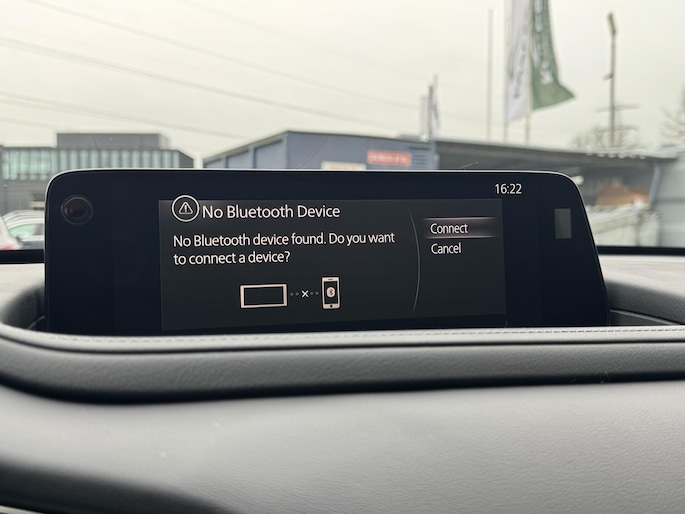 16:22
No Bluetooth Device
No Bluetooth device found. Do you want
to connect a device?
Connect
Cancel